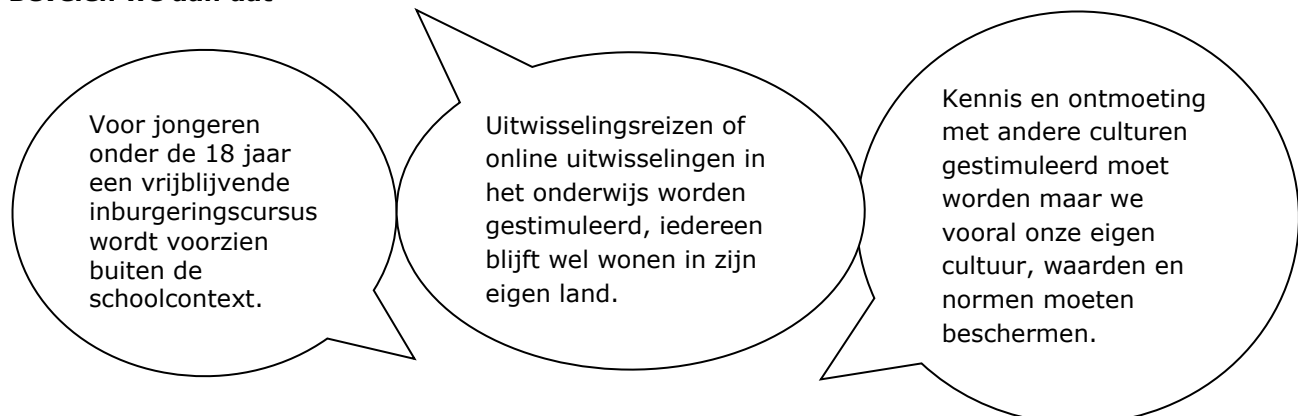 Voor jongeren
onder de 18 jaar
een vrijblijvende
inburgeringscursus
wordt voorzien
buiten de
schoolcontext.
Uitwisselingsreizen of
online uitwisselingen in
het onderwijs worden
gestimuleerd, iedereen
blijft wel wonen in zijn
eigen land.
Kennis en ontmoeting
met andere culturen
gestimuleerd moet
worden maar we
vooral onze eigen
cultuur, waarden en
normen moeten
beschermen.